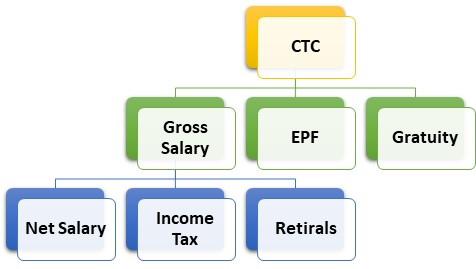 CTC
Gross
Salary
EPF
Gratuity
Net Salary
Income
Tax
Retirals